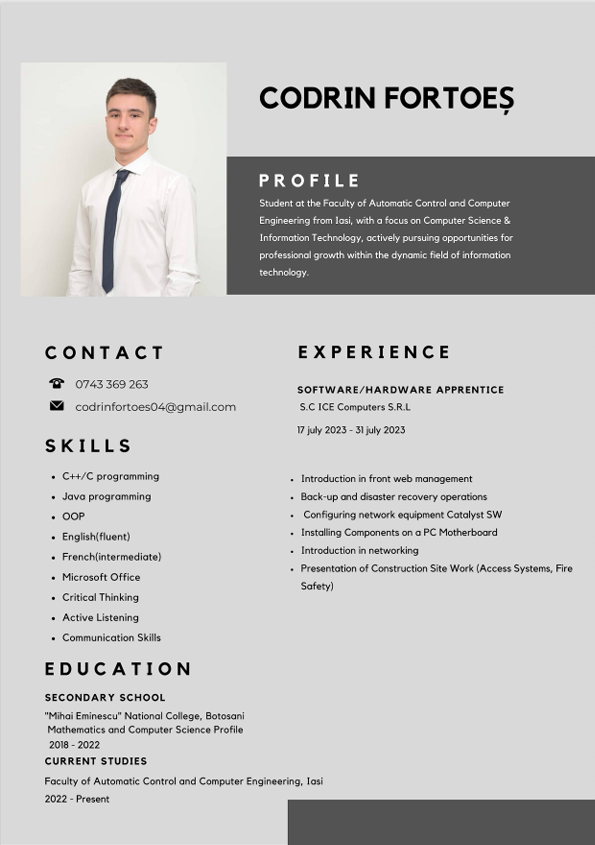 CODRIN FORTOEȘ
PROFILE
Student at the Faculty of Automatic Control and Computer
Engineering from Iasi, with a focus on Computer Science &
Information Technology, actively pursuing opportunities for
professional growth within the dynamic field of information
technology.
CONTACT
0743 369 263
codrinfortoes04@gmail.com
SKILLS
C++/C programming
Java programming
OOP
English(fluent)
French(intermediate)
Microsoft Office
Critical Thinking
Active Listening
Communication Skills
EDUCATION
SECONDARY SCHOOL
"Mihai Eminescu" National College, Botosani
Mathematics and Computer Science Profile
2018 - 2022
CURRENT STUDIES
Faculty of Automatic Control and Computer Engineering, Iasi
2022 - Present
EXPERIENCE
SOFTWARE/HARDWARE APPRENTICE
S.C ICE Computers S.R.L
17 july 2023 - 31 july 2023
Introduction in front web management
Back-up and disaster recovery operations
Configuring network equipment Catalyst SW
Installing Components on a PC Motherboard
Introduction in networking
Presentation of Construction Site Work (Access Systems, Fire
Safety)